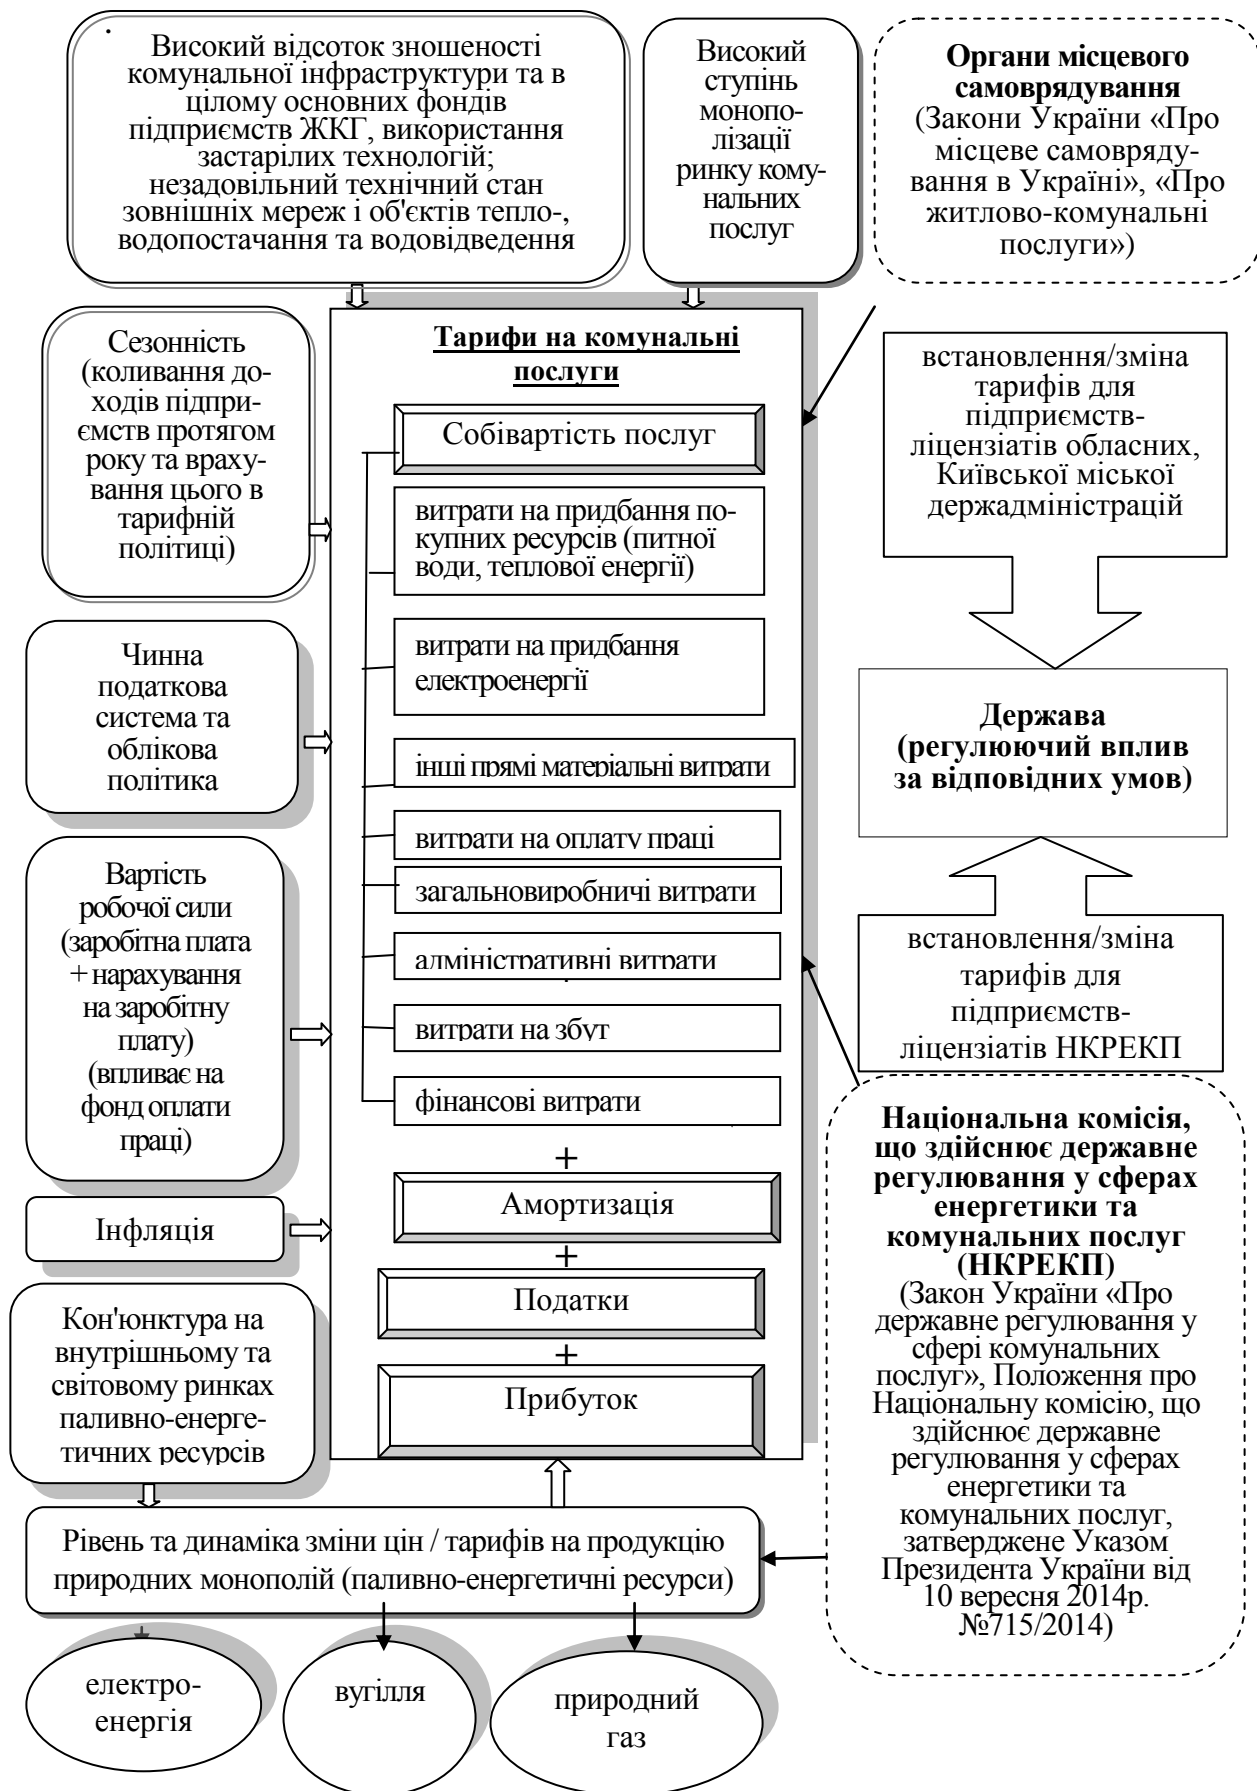 Високий відсоток зношеності
комунальної інфраструктури та в
цілому основних фондів
підприємств ЖКГ, використання
застарілих технологій;
незадовільний технічний стан
зовнішніх мереж і об'єктів тепло-,
водопостачання та водовідведення
Високий
ступінь
монопо-
лізації
ринку кому-
нальних
послуг
Органи місцевого
самоврядування
(Закони України «Про
місцеве самовряду-
вання в Україні», «Про
житлово-комунальні
послуги»)
Сезонність
(коливання до-
ходів підпри-
ємств протягом
року та враху-
вання цього в
тарифній
політиці)
Чинна
податкова
система та
облікова
політика
Вартість
робочої сили
(заробітна плата
+ нарахування
на заробітну
плату)
(впливає на
фонд оплати
праці)
Інфляція
Кон'юнктура на
внутрішньому та
світовому ринках
паливно-енерге-
тичних ресурсів
Тарифи на комунальні
послуги
Собівартість послуг
витрати на придбання по-
купних ресурсів (питної
води, теплової енергії)
витрати на придбання
електроенергії
інші прямі матеріальні витрати
витрати на оплату праці
загальновиробничі витрати
адміністративні витрати
витрати на збут
фінансові витрати
+
Амортизація
+
Податки
+
Прибуток
встановлення/зміна
тарифів для
підприємств-
ліцензіатів обласних,
Київської міської
держадміністрацій
Держава
(регулюючий вплив
за відповідних умов)
встановлення/зміна
тарифів для
підприємств-
ліцензіатів НКРЕКП
Національна комісія,
що здійснює державне
регулювання у сферах
енергетики та
комунальних послуг
(НКРЕКП)
(Закон України «Про
державне регулювання у
сфері комунальних
послуг», Положення про
Національну комісію, що
здійснює державне
регулювання у сферах
енергетики та
комунальних послуг,
затверджене Указом
Президента України від
10 вересня 2014р.
№715/2014)
Рівень та динаміка зміни цін / тарифів на продукцію
природних монополій (паливно-енергетичні ресурси)
електро-
енергія
вугілля
природний
газ